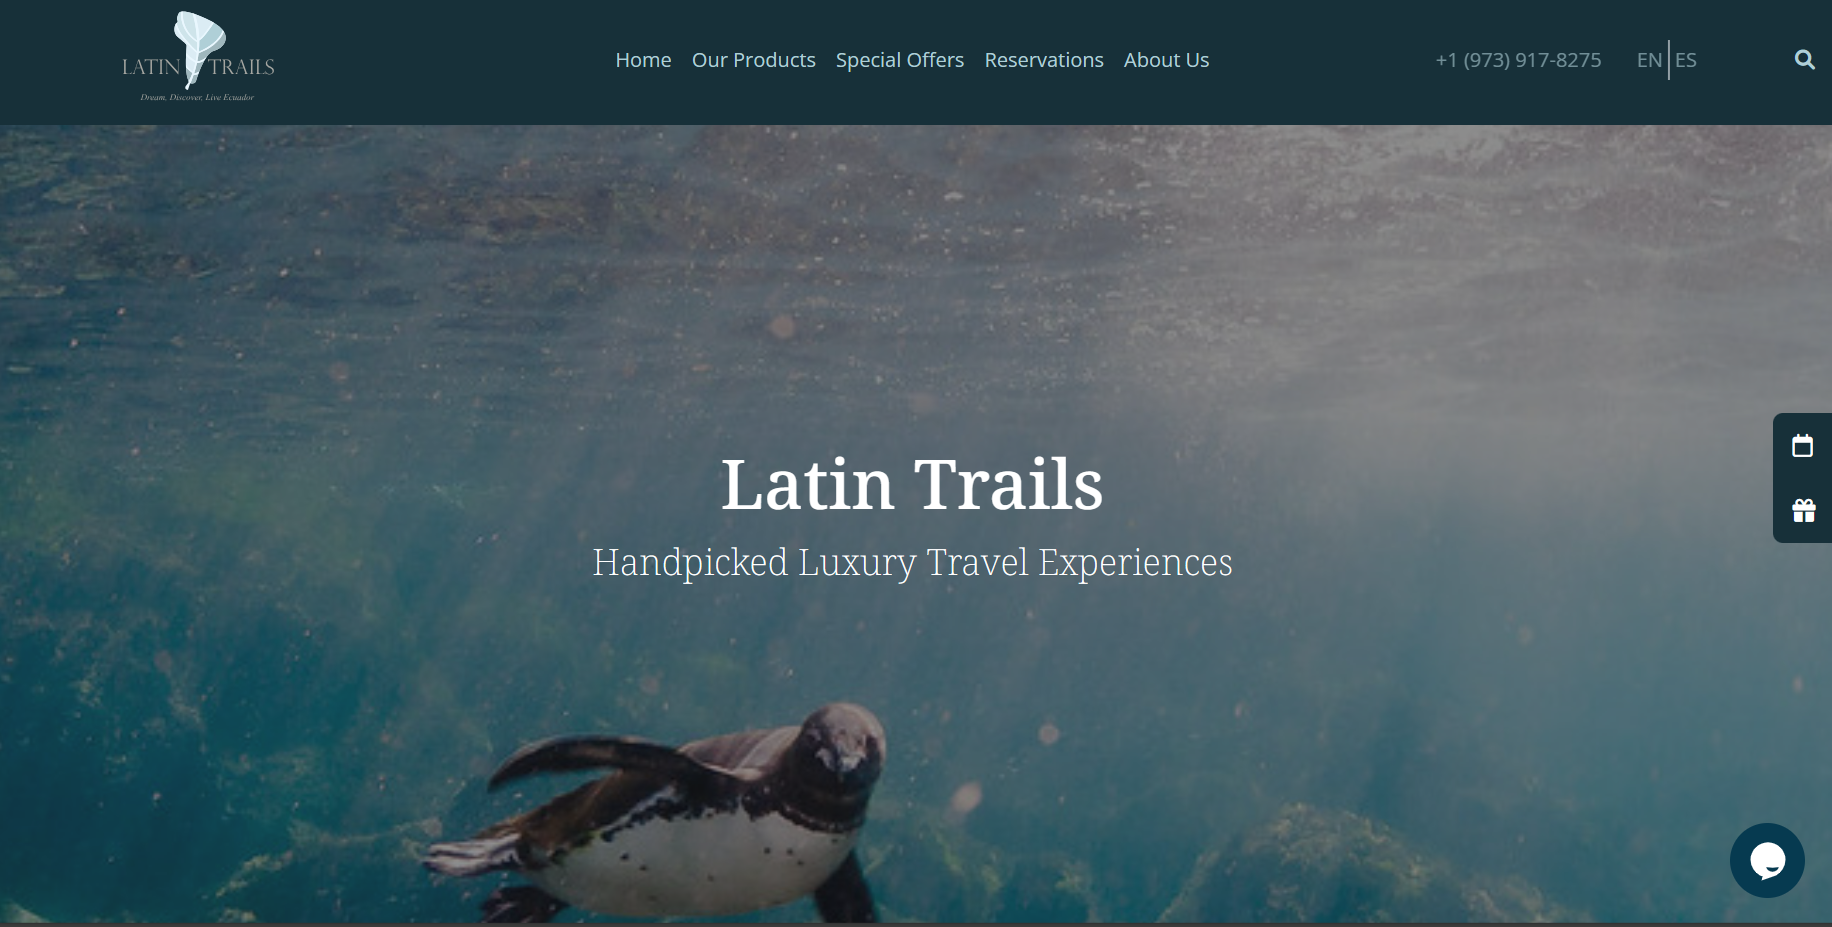 LATIN TRAILS
Dream, Discover, Live Ecuador
Home Our Products Special Offers Reservations About Us
+1 (973) 917-8275 EN ES
Latin Trails
Handpicked Luxury Travel Experiences